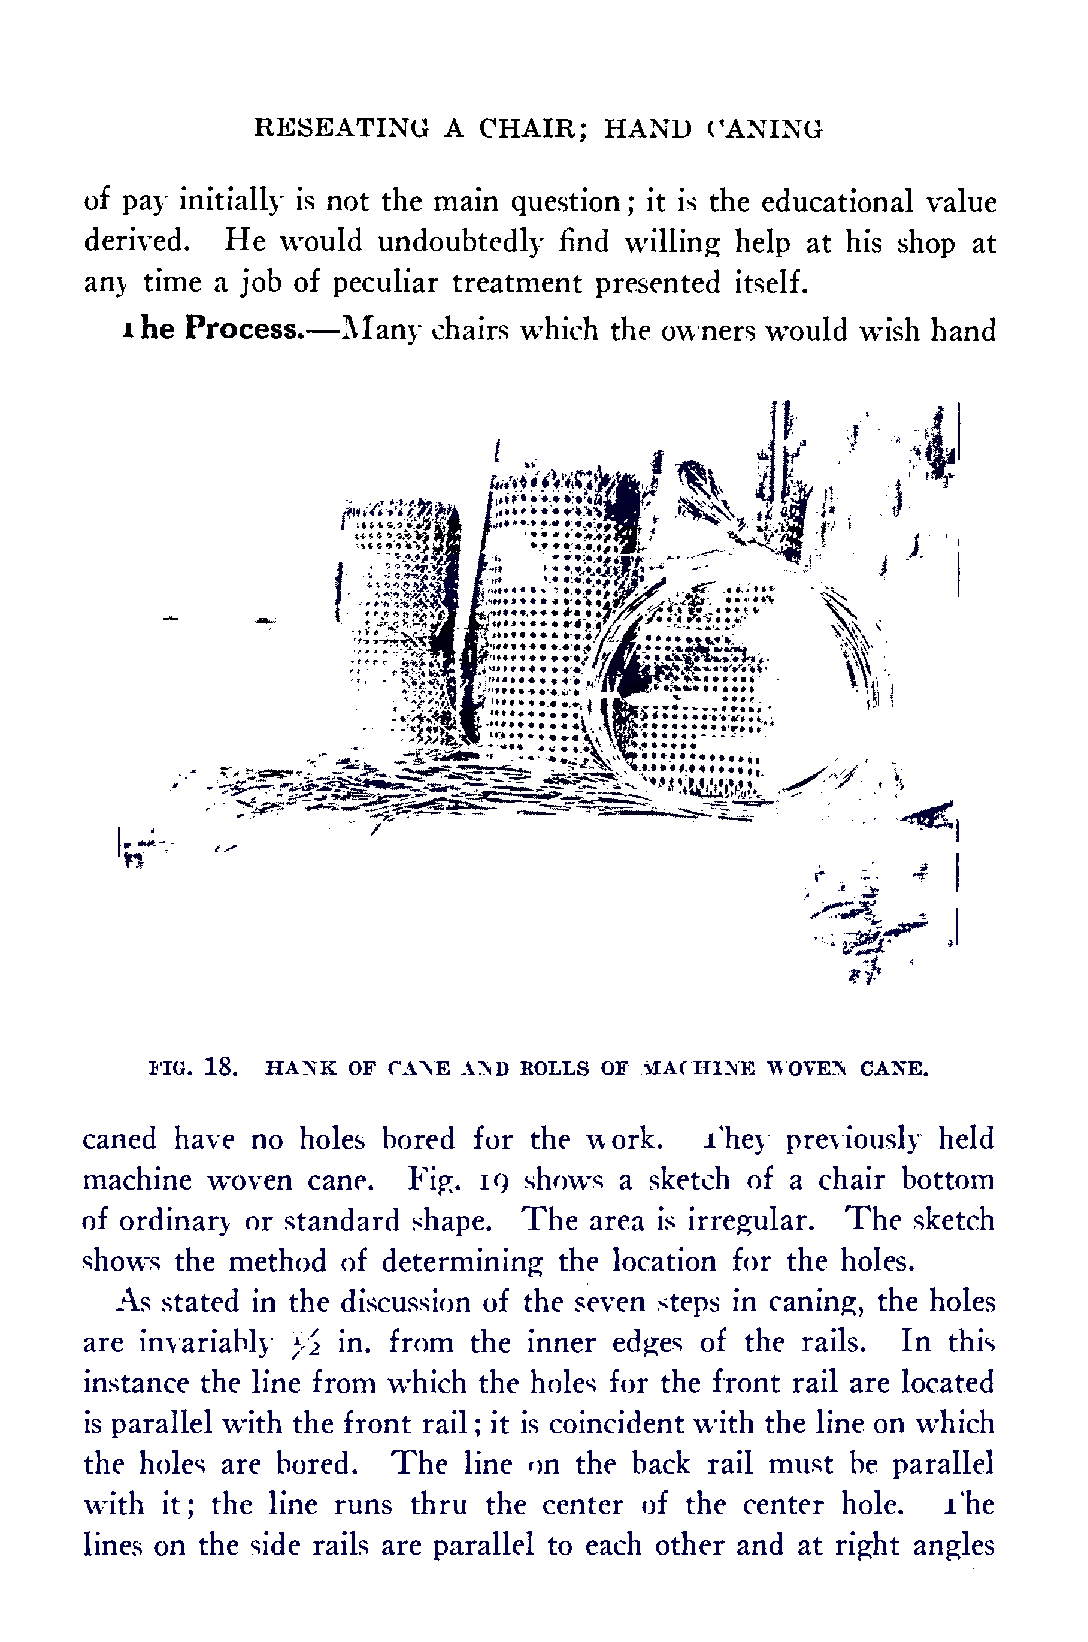 RESEATING A CHAIR; HAND CANING
of pay initially is not the main question; it is the educational value
derived. He would undoubtedly find willing help at his shop at
any time a job of peculiar treatment presented itself.
The Process.—Many chairs which the owners would wish hand
FIG. 18. HANK OF CANE AND ROLLS OF MACHINE WOVEN CANE.
caned have no holes bored for the work. They previously held
machine woven cane. Fig. 19 shows a sketch of a chair bottom
of ordinary or standard shape. The area is irregular. The sketch
shows the method of determining the location for the holes.
As stated in the discussion of the seven steps in caning, the holes
are invariably ½ in. from the inner edges of the rails. In this
instance the line from which the holes for the front rail are located
is parallel with the front rail; it is coincident with the line on which
the holes are bored. The line on the back rail must be parallel
with it; the line runs thru the center of the center hole. The
lines on the side rails are parallel to each other and at right angles